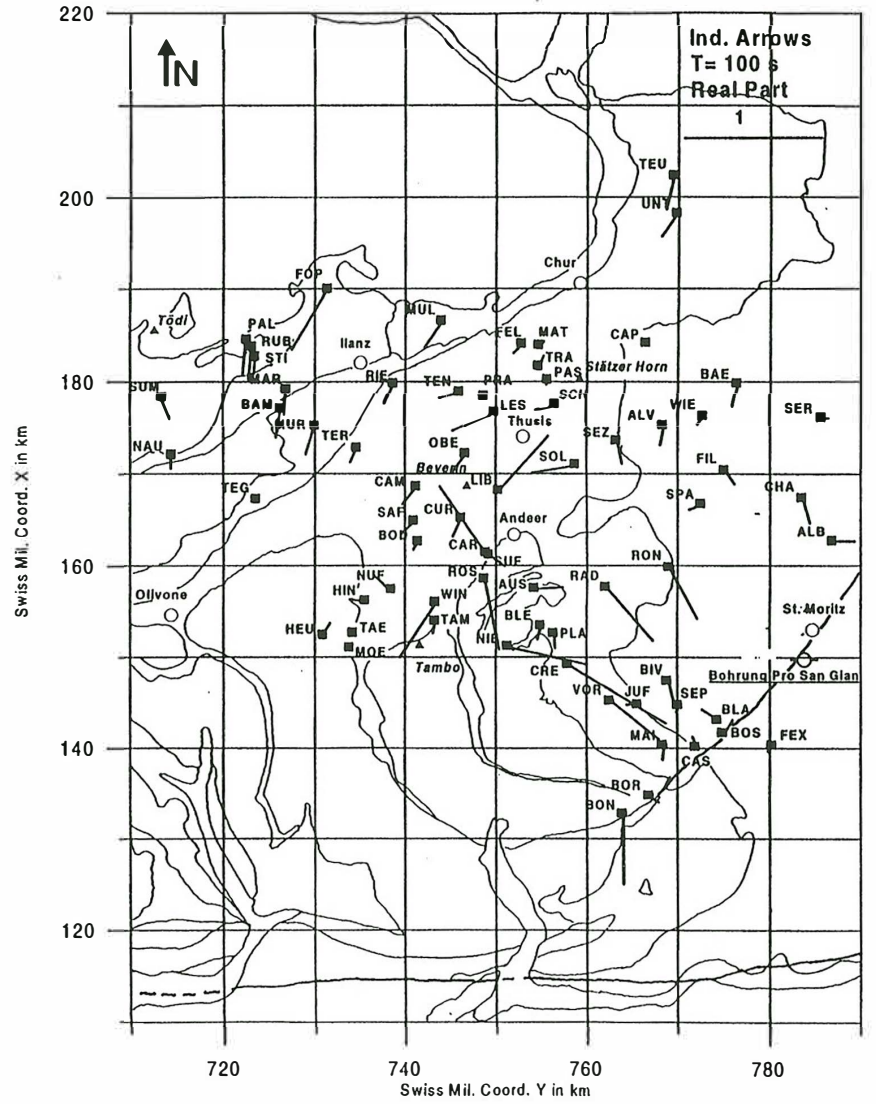 220
Ind. Arrows
T= 100 s
Real Part
1
N
TEU
200
UNT
Chur
FOP
MUL
Tödi
PAL
RUB
STI
Ilanz
FEL
MAT
CAP
TRA
PAS
Stätzer Horn
180
SUM
MAR
RIE
TEN
PRA
SCH
BAE
BAM
LES
Thusis
ALV
WIE
SER
NAU
MUR
TER
OBE
SEZ
Beverin
SOL
FIL
TEG
CAM
LIB
SPA
CHA
SAF
CUR
Andeer
BOD
CAR
SUF
ALB
160
NUF
ROS
AUS
RAD
RON
Olivone
HIN
WIN
BLE
St. Moritz
HEU
TAE
TAM
NIE
PLA
MOE
Tambo
CRE
BIV
Bohrung Pro San Gian
VOR
JUF
SEP
BLA
140
MAI
BOS
FEX
CAS
BOR
BON
120
720
740
760
780
Swiss Mil. Coord. Y in km
Swiss Mil. Coord. X in km